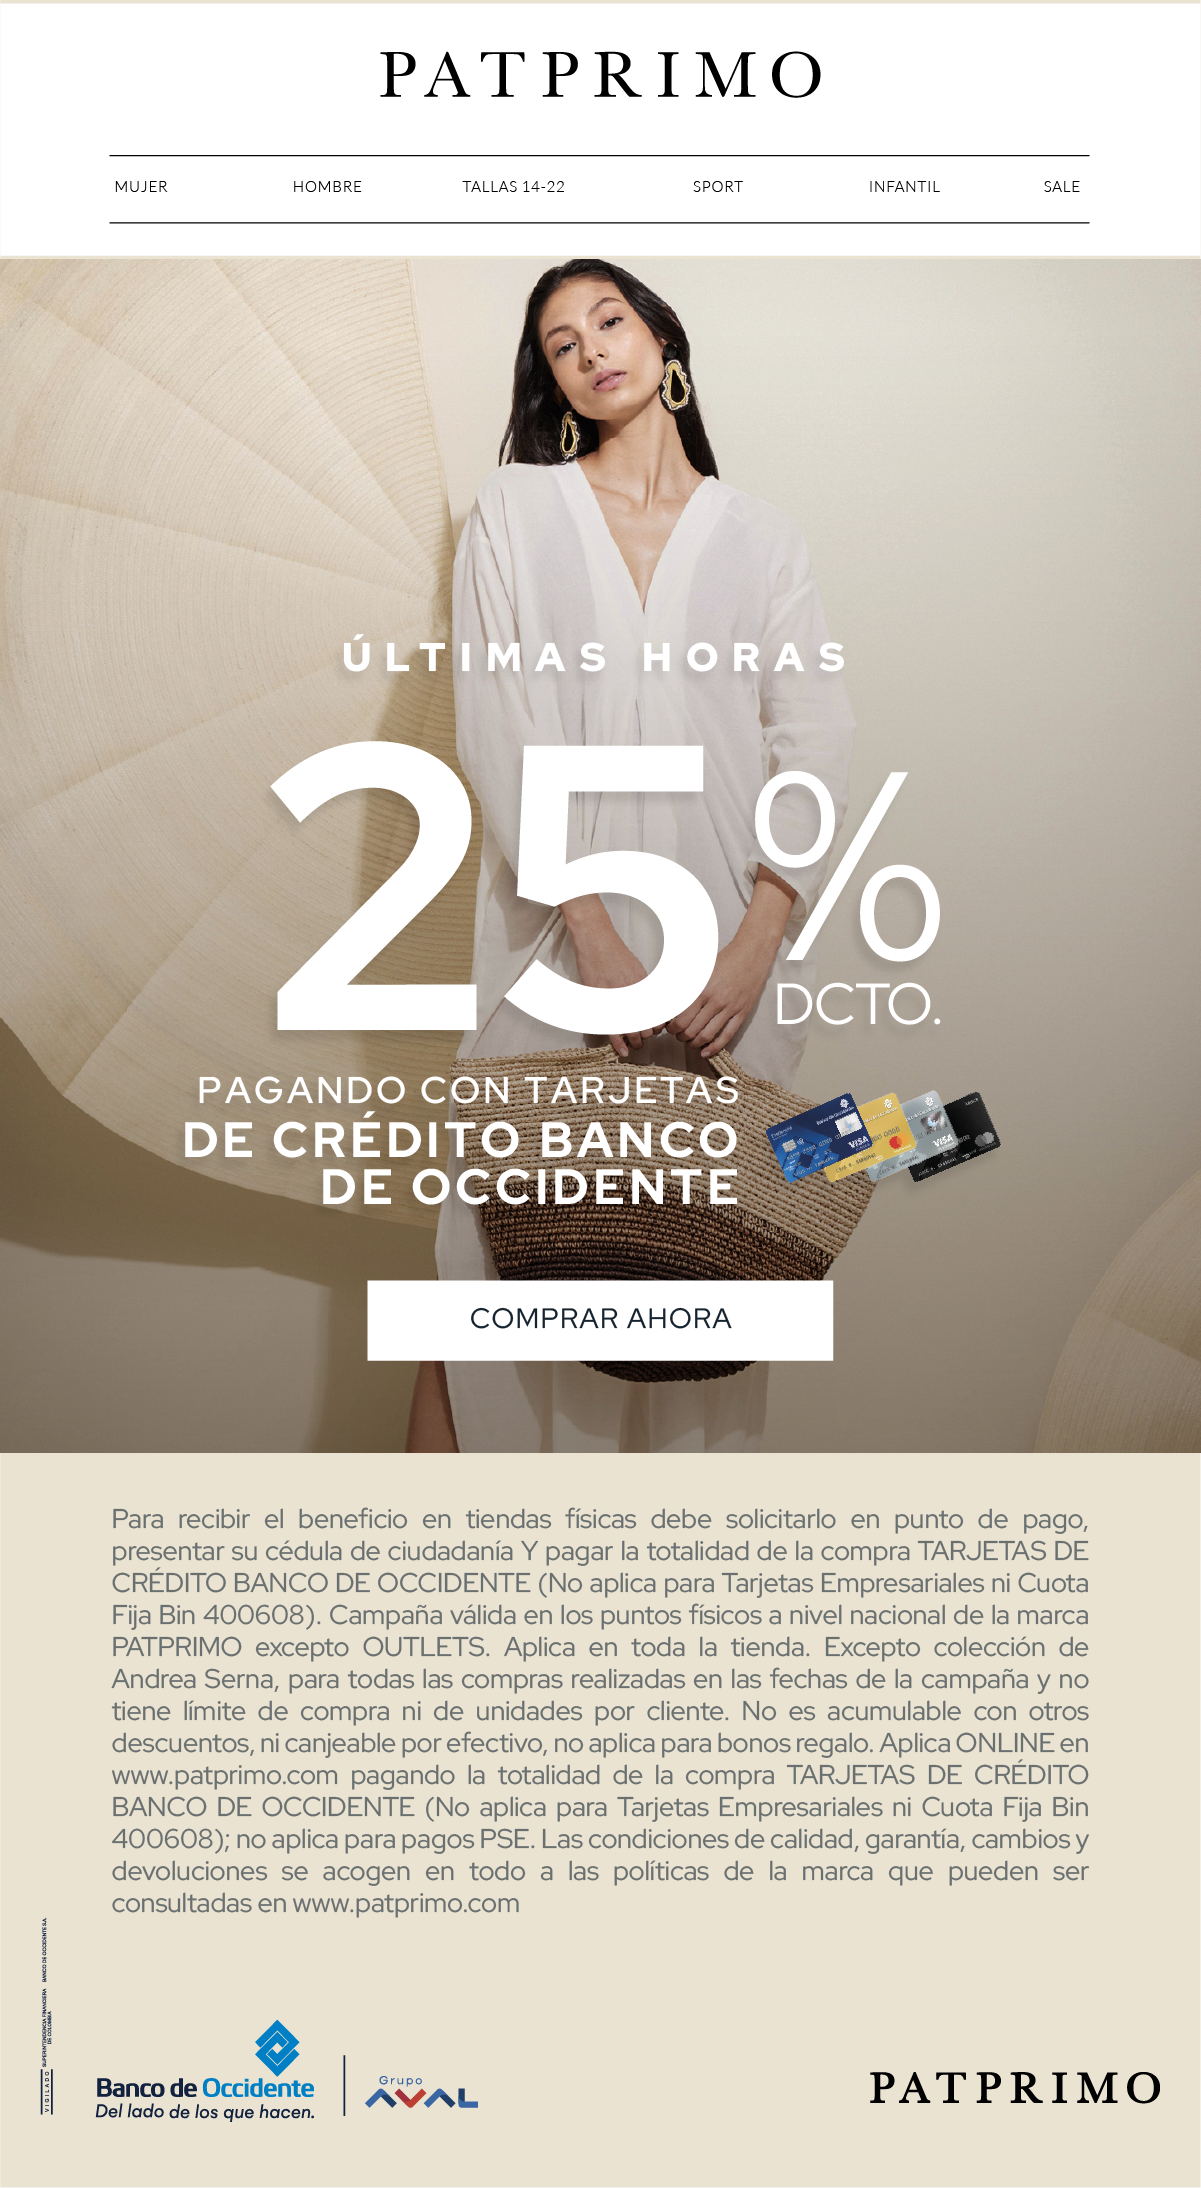 PATPRIMO
MUJER HOMBRE TALLAS 14-22 SPORT INFANTIL SALE
ÚLTIMAS HORAS
25%
DCTO.
PAGANDO CON TARJETAS
DE CRÉDITO BANCO
DE OCCIDENTE
COMPRAR AHORA
Para recibir el beneficio en tiendas físicas debe solicitarlo en punto de pago,
presentar su cédula de ciudadanía Y pagar la totalidad de la compra TARJETAS DE
CRÉDITO BANCO DE OCCIDENTE (No aplica para Tarjetas Empresariales ni Cuota
Fija Bin 400608). Campaña válida en los puntos físicos a nivel nacional de la marca
PATPRIMO excepto OUTLETS. Aplica en toda la tienda. Excepto colección de
Andrea Serna, para todas las compras realizadas en las fechas de la campaña y no
tiene límite de compra ni de unidades por cliente. No es acumulable con otros
descuentos, ni canjeable por efectivo, no aplica para bonos regalo. Aplica ONLINE en
www.patprimo.com pagando la totalidad de la compra TARJETAS DE CRÉDITO
BANCO DE OCCIDENTE (No aplica para Tarjetas Empresariales ni Cuota Fija Bin
400608); no aplica para pagos PSE. Las condiciones de calidad, garantía, cambios y
devoluciones se acogen en todo a las políticas de la marca que pueden ser
consultadas en www.patprimo.com
VIGILADO SUPERINTENDENCIA FINANCIERA
DE COLOMBIA
BANCO DE OCCIDENTE S.A.
Banco de Occidente
Del lado de los que hacen.
Grupo
AVAL
PATPRIMO